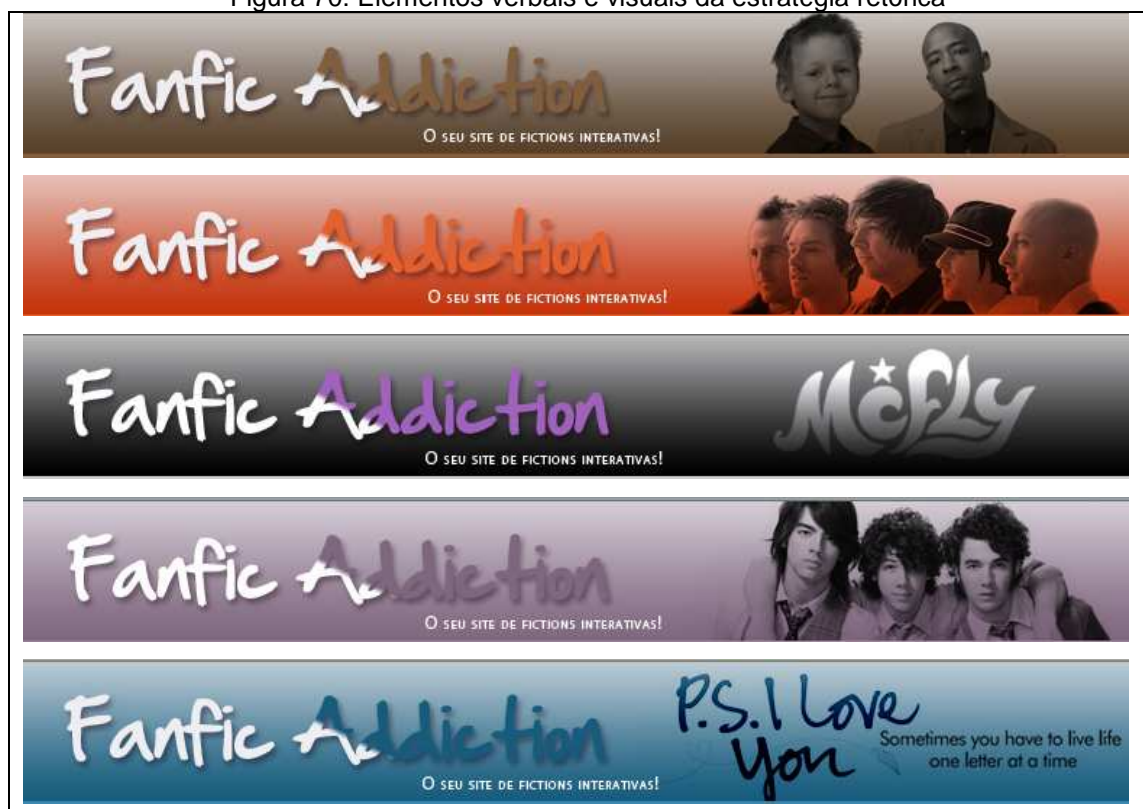 Figura 70: Elementos verbais e visuais da estratégia retórica
Fanfic Addiction
O SEU SITE DE FICTIONS INTERATIVAS!
Fanfic Addiction
O SEU SITE DE FICTIONS INTERATIVAS!
Fanfic Addiction
McFLY
O SEU SITE DE FICTIONS INTERATIVAS!
Fanfic Addiction
O SEU SITE DE FICTIONS INTERATIVAS!
Fanfic Addiction
P.S. I Love
You
Sometimes you have to live life
one letter at a time
O SEU SITE DE FICTIONS INTERATIVAS!